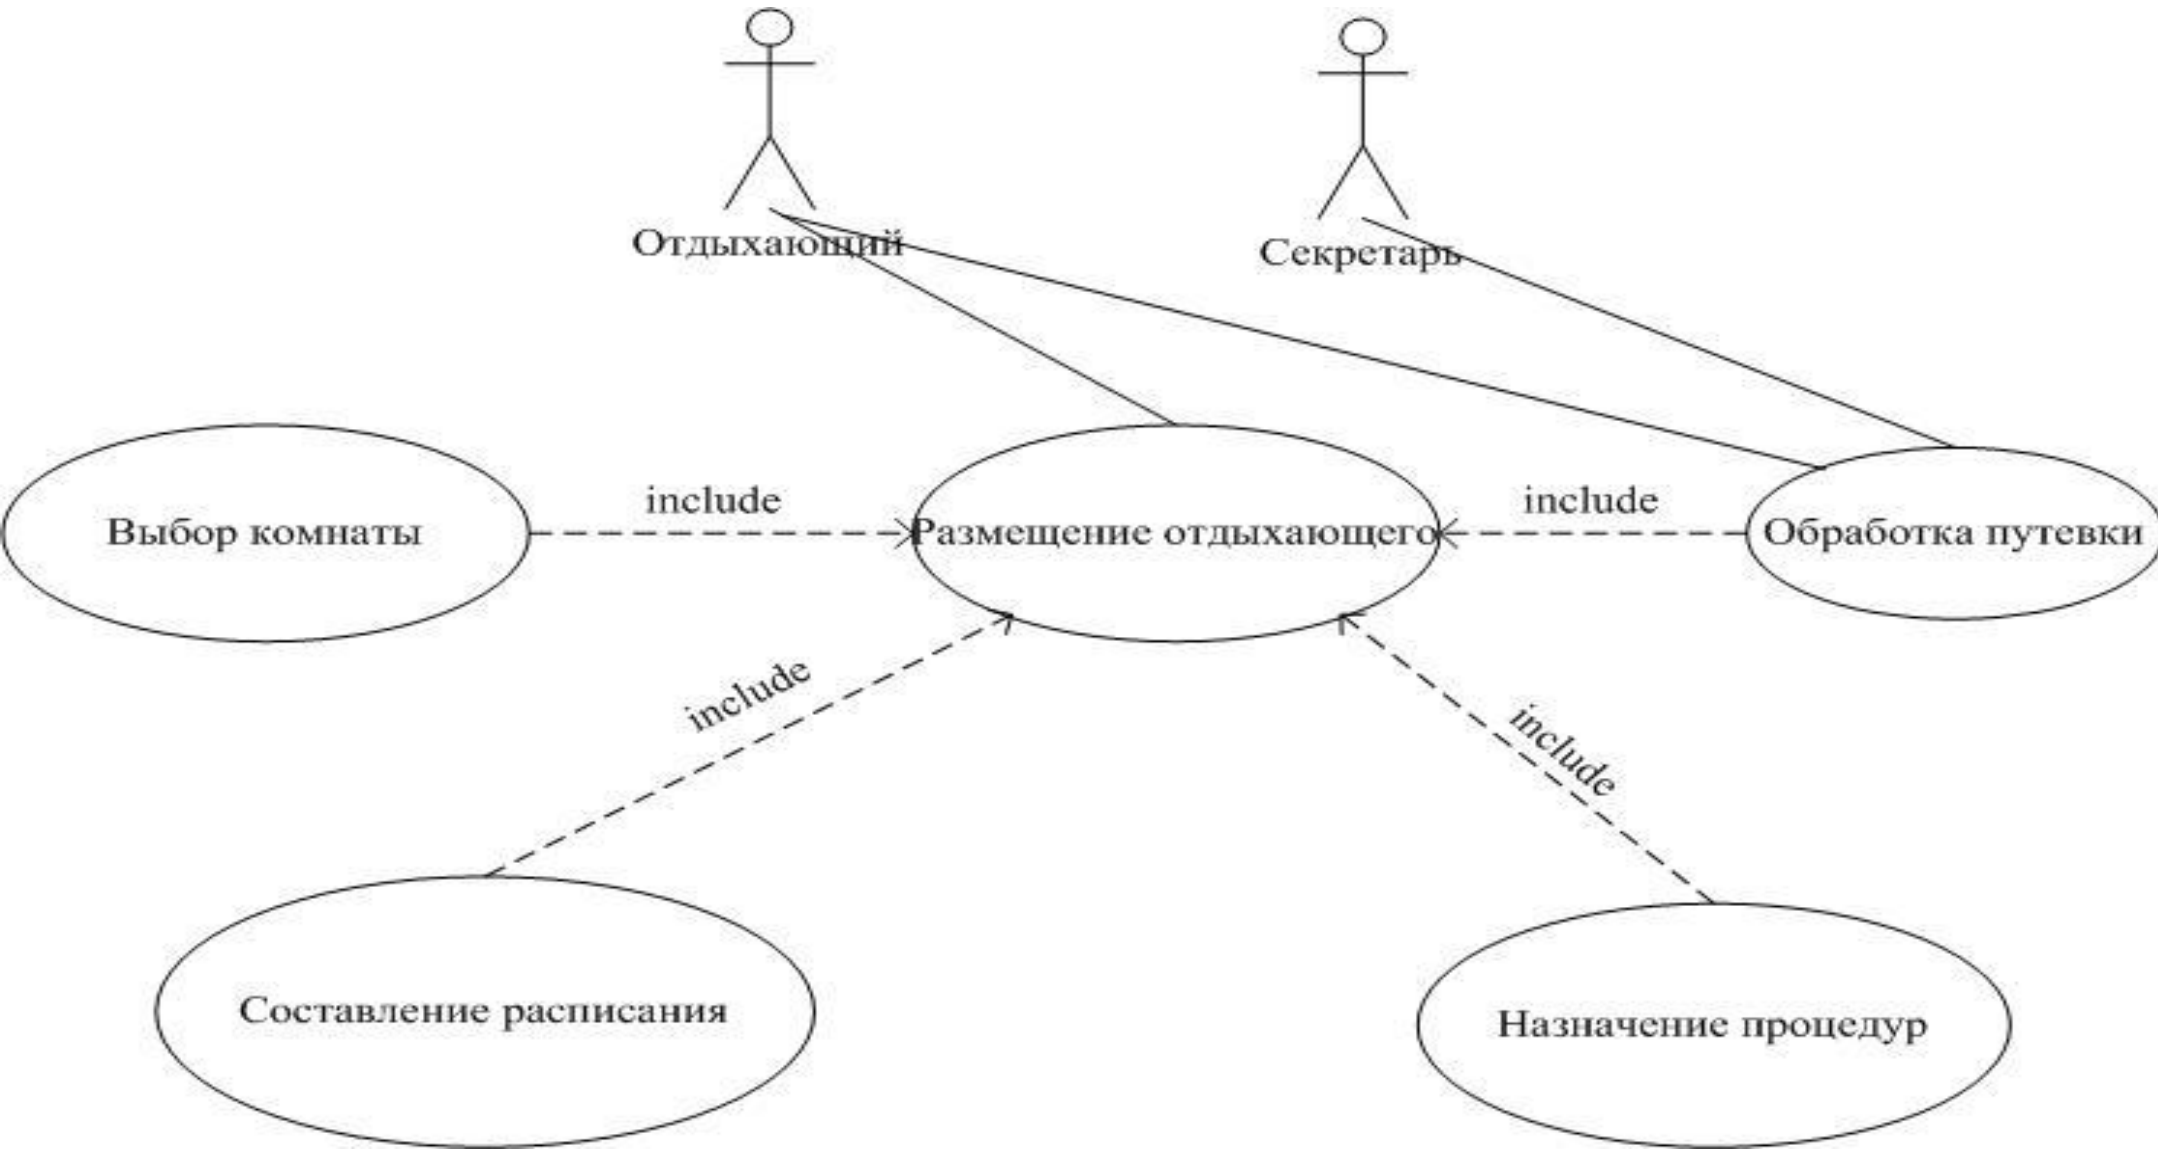 Отдыхающий
Секретарь
include
include
Выбор комнаты
Размещение отдыхающего
Обработка путевки
include
include
Составление расписания
Назначение процедур